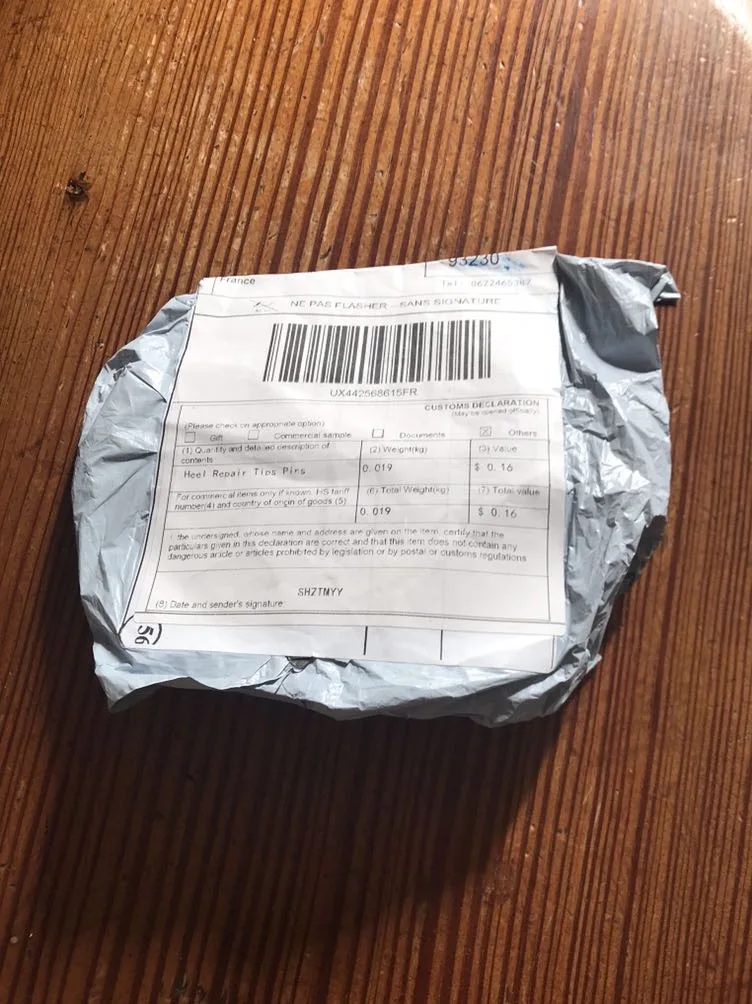 93230
France
Tel : 0622465387
NE PAS FLASHER - SANS SIGNATURE
UX442568615FR
CUSTOMS DECLARATION
(May be opened officially)
(Please check on appropriate option)
Gift Commercial sample Documents Others
(1) Quantity and detailed description of contents (2) Weight(kg) (3) Value
Heel Repair Tips Pins 0.019 $ 0.16
For commercial items only if known, HS tariff (6) Total Weight(kg) (7) Total value
number(4) and country of origin of goods (5)
0.019 $ 0.16
I the undersigned, whose name and address are given on the item, certify that the
particulars given in this declaration are correct and that this item does not contain any
dangerous article or articles prohibited by legislation or by postal or customs regulations
SHZTMYY
(8) Date and sender's signature:
56)